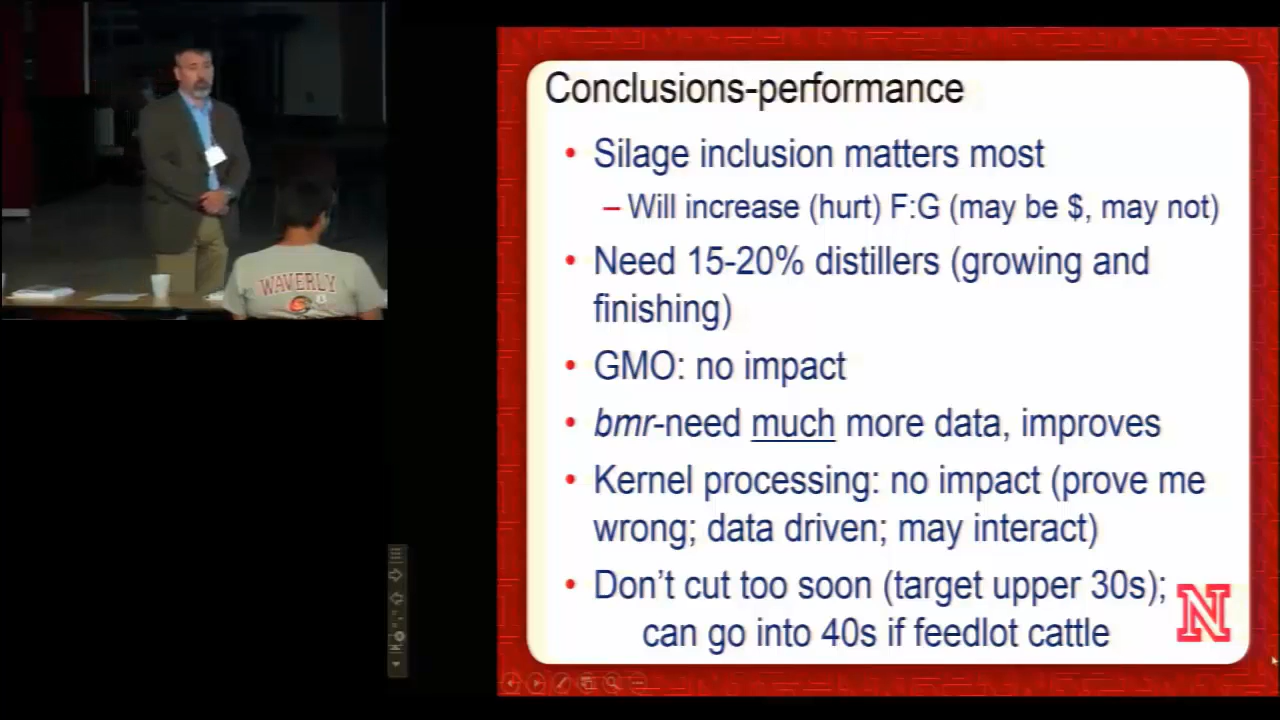 Conclusions-performance
• Silage inclusion matters most
– Will increase (hurt) F:G (may be $, may not)
• Need 15-20% distillers (growing and
finishing)
• GMO: no impact
• bmr-need much more data, improves
• Kernel processing: no impact (prove me
wrong; data driven; may interact)
• Don't cut too soon (target upper 30s);
can go into 40s if feedlot cattle
N
WAVERLY